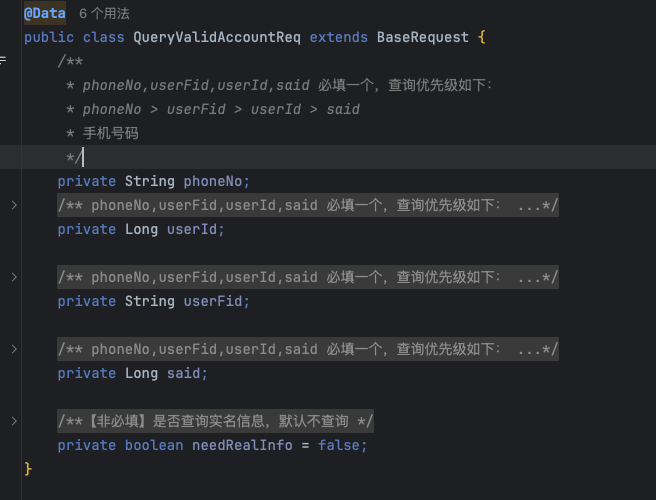 @Data 6 个用法
public class QueryValidAccountReq extends BaseRequest {
/**
* phoneNo,userFid,userId,said 必填一个，查询优先级如下：
* phoneNo > userFid > userId > said
* 手机号码
*/
private String phoneNo;
/** phoneNo,userFid,userId,said 必填一个，查询优先级如下： ...*/
private Long userId;
/** phoneNo,userFid,userId,said 必填一个，查询优先级如下： ...*/
private String userFid;
/** phoneNo,userFid,userId,said 必填一个，查询优先级如下： ...*/
private Long said;
/**【非必填】是否查询实名信息，默认不查询 */
private boolean needRealInfo = false;
}